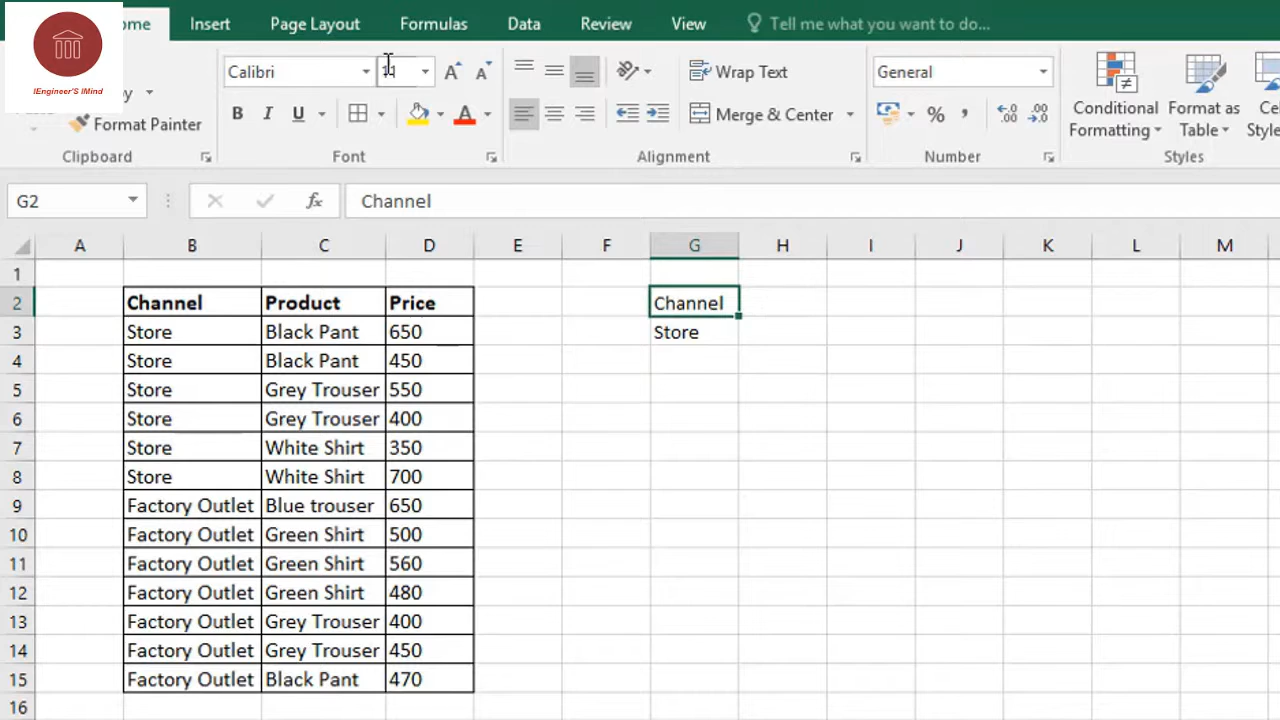 ome Insert Page Layout Formulas Data Review View Tell me what you want to do...
IEngineer'S IMind
Calibri 11 A A Wrap Text General
py
Format Painter B I U A Merge & Center % , Conditional Formatting Format as Table Ce Style
Clipboard Font Alignment Number Styles
G2 fx Channel
A B C D E F G H I J K L M
1
2 Channel Product Price Channel
3 Store Black Pant 650 Store
4 Store Black Pant 450
5 Store Grey Trouser 550
6 Store Grey Trouser 400
7 Store White Shirt 350
8 Store White Shirt 700
9 Factory Outlet Blue trouser 650
10 Factory Outlet Green Shirt 500
11 Factory Outlet Green Shirt 560
12 Factory Outlet Green Shirt 480
13 Factory Outlet Grey Trouser 400
14 Factory Outlet Grey Trouser 450
15 Factory Outlet Black Pant 470
16